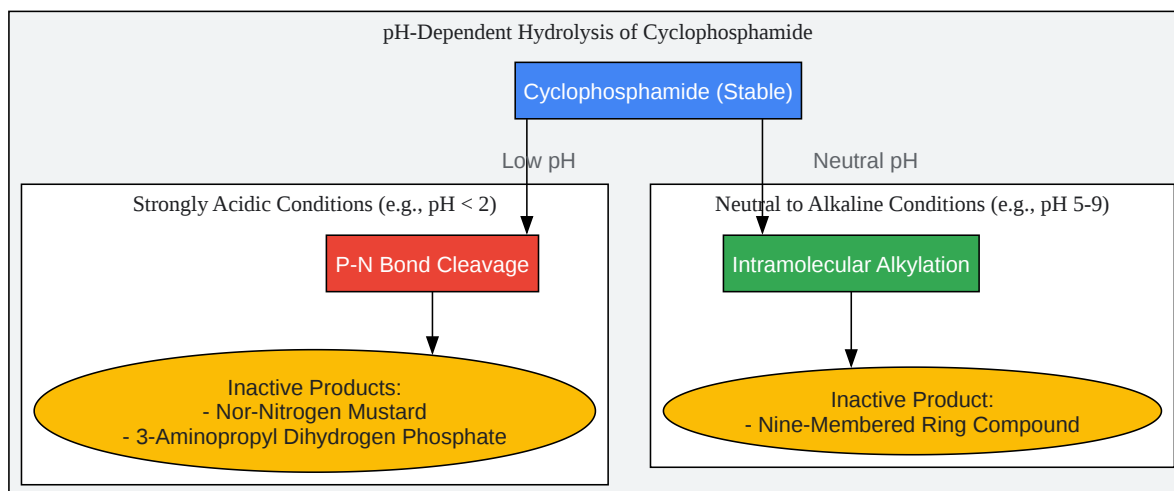 pH-Dependent Hydrolysis of Cyclophosphamide
Cyclophosphamide (Stable)
Low pH
Neutral pH
Strongly Acidic Conditions (e.g., pH < 2)
P-N Bond Cleavage
Inactive Products:
- Nor-Nitrogen Mustard
- 3-Aminopropyl Dihydrogen Phosphate
Neutral to Alkaline Conditions (e.g., pH 5-9)
Intramolecular Alkylation
Inactive Product:
- Nine-Membered Ring Compound